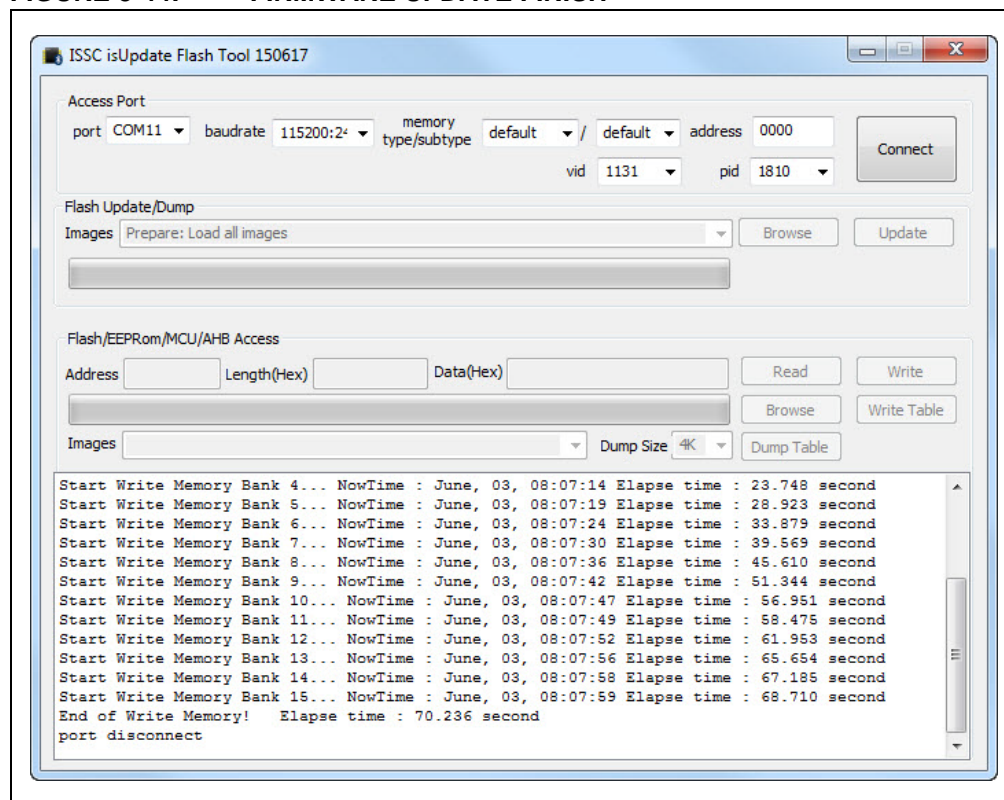 ISSC isUpdate Flash Tool 150617
Access Port
port COM11 baudrate 115200:24 memory type/subtype default / default address 0000
Connect
vid 1131 pid 1810
Flash Update/Dump
Images Prepare: Load all images Browse Update
Flash/EEPRom/MCU/AHB Access
Address Length(Hex) Data(Hex) Read Write
Browse Write Table
Images Dump Size 4K Dump Table
Start Write Memory Bank 4... NowTime : June, 03, 08:07:14 Elapse time : 23.748 second
Start Write Memory Bank 5... NowTime : June, 03, 08:07:19 Elapse time : 28.923 second
Start Write Memory Bank 6... NowTime : June, 03, 08:07:24 Elapse time : 33.879 second
Start Write Memory Bank 7... NowTime : June, 03, 08:07:30 Elapse time : 39.569 second
Start Write Memory Bank 8... NowTime : June, 03, 08:07:36 Elapse time : 45.610 second
Start Write Memory Bank 9... NowTime : June, 03, 08:07:42 Elapse time : 51.344 second
Start Write Memory Bank 10... NowTime : June, 03, 08:07:47 Elapse time : 56.951 second
Start Write Memory Bank 11... NowTime : June, 03, 08:07:49 Elapse time : 58.475 second
Start Write Memory Bank 12... NowTime : June, 03, 08:07:52 Elapse time : 61.953 second
Start Write Memory Bank 13... NowTime : June, 03, 08:07:56 Elapse time : 65.654 second
Start Write Memory Bank 14... NowTime : June, 03, 08:07:58 Elapse time : 67.185 second
Start Write Memory Bank 15... NowTime : June, 03, 08:07:59 Elapse time : 68.710 second
End of Write Memory! Elapse time : 70.236 second
port disconnect